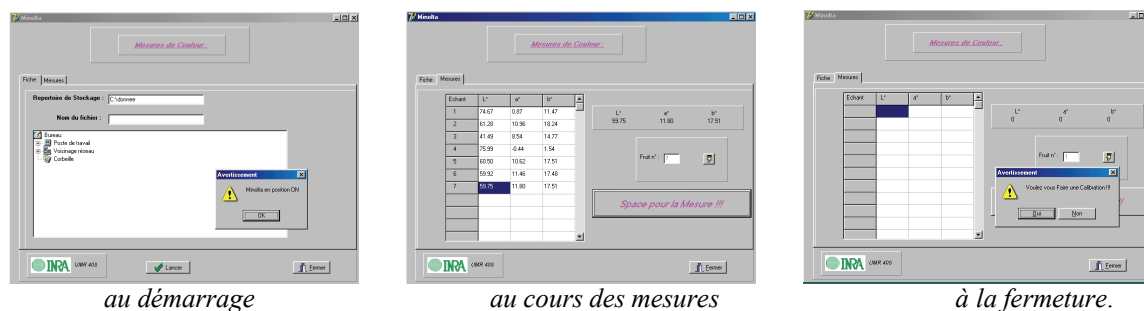 Minolta
Mesures de Couleur :
Fiche Mesures
Repertoire de Stockage : C:\donnee
Nom du fichier :
Bureau
Poste de travail
Voisinage réseau
Corbeille
Avertissement
Minolta en position ON
OK
INRA UMR 408
Lancer
Fermer
au démarrage
Minolta
Mesures de Couleur :
Fiche Mesures
Echant L* a* b*
1 74.67 0.87 11.47
2 61.28 10.96 18.24
3 41.49 8.54 14.77
4 75.99 -0.44 1.54
5 60.50 10.62 17.51
6 59.92 11.46 17.48
7 59.75 11.80 17.51
L* a* b*
59.75 11.80 17.51
Fruit n° : 7
Space pour la Mesure !!!
INRA UMR 408
Fermer
au cours des mesures
Minolta
Mesures de Couleur :
Fiche Mesures
Echant L* a* b*
L* a* b*
0 0 0
Fruit n° : 1
Avertissement
Voulez vous Faire une Calibration !!!
Oui Non
INRA UMR 408
Fermer
à la fermeture.